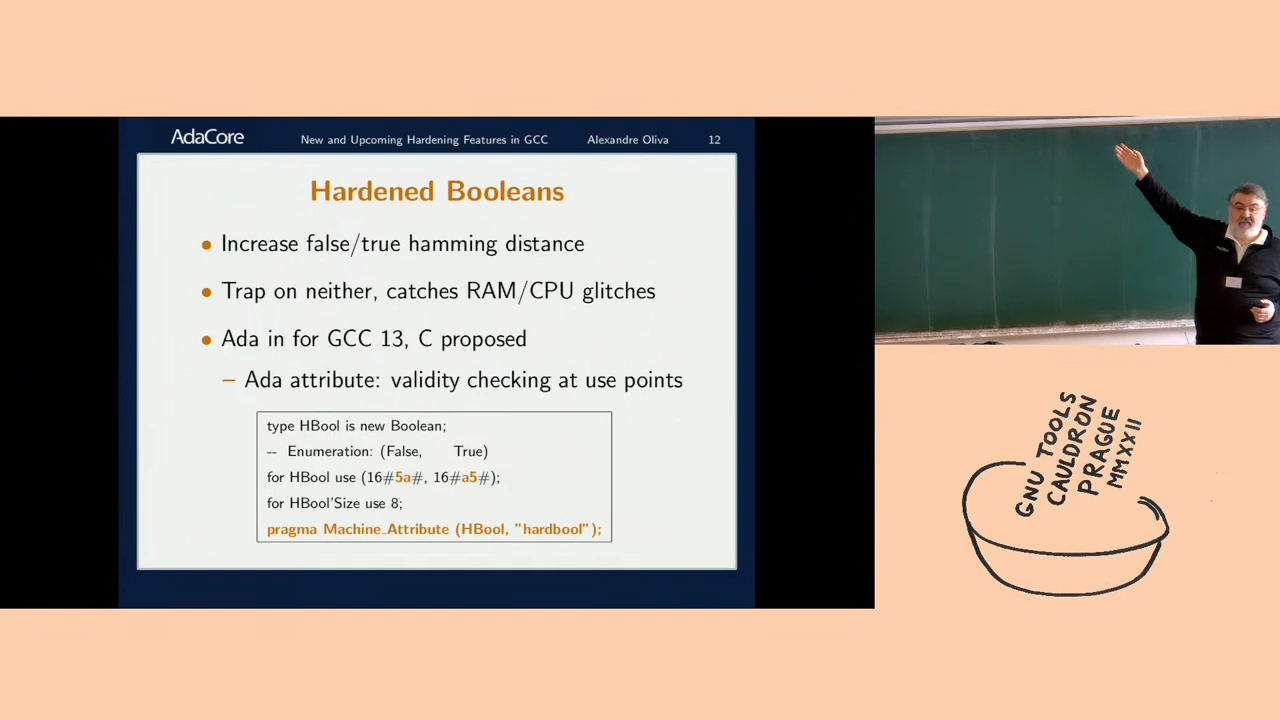 AdaCore New and Upcoming Hardening Features in GCC Alexandre Oliva 12
Hardened Booleans
• Increase false/true hamming distance
• Trap on neither, catches RAM/CPU glitches
• Ada in for GCC 13, C proposed
– Ada attribute: validity checking at use points
type HBool is new Boolean;
-- Enumeration: (False, True)
for HBool use (16#5a#, 16#a5#);
for HBool'Size use 8;
pragma Machine_Attribute (HBool, "hardbool");
GNU TOOLS
CAULDRON
PRAGUE
MMXXII